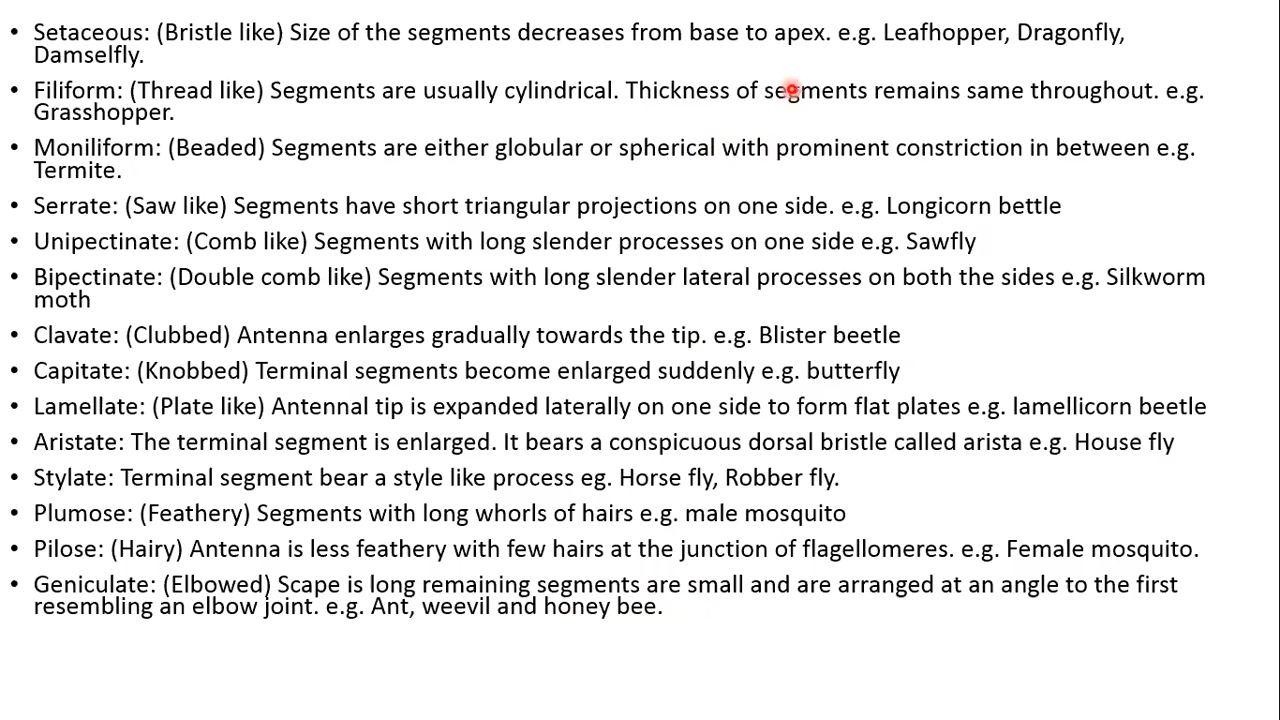 • Setaceous: (Bristle like) Size of the segments decreases from base to apex. e.g. Leafhopper, Dragonfly,
Damselfly.
• Filiform: (Thread like) Segments are usually cylindrical. Thickness of segments remains same throughout. e.g.
Grasshopper.
• Moniliform: (Beaded) Segments are either globular or spherical with prominent constriction in between e.g.
Termite.
• Serrate: (Saw like) Segments have short triangular projections on one side. e.g. Longicorn bettle
• Unipectinate: (Comb like) Segments with long slender processes on one side e.g. Sawfly
• Bipectinate: (Double comb like) Segments with long slender lateral processes on both the sides e.g. Silkworm
moth
• Clavate: (Clubbed) Antenna enlarges gradually towards the tip. e.g. Blister beetle
• Capitate: (Knobbed) Terminal segments become enlarged suddenly e.g. butterfly
• Lamellate: (Plate like) Antennal tip is expanded laterally on one side to form flat plates e.g. lamellicorn beetle
• Aristate: The terminal segment is enlarged. It bears a conspicuous dorsal bristle called arista e.g. House fly
• Stylate: Terminal segment bear a style like process eg. Horse fly, Robber fly.
• Plumose: (Feathery) Segments with long whorls of hairs e.g. male mosquito
• Pilose: (Hairy) Antenna is less feathery with few hairs at the junction of flagellomeres. e.g. Female mosquito.
• Geniculate: (Elbowed) Scape is long remaining segments are small and are arranged at an angle to the first
resembling an elbow joint. e.g. Ant, weevil and honey bee.